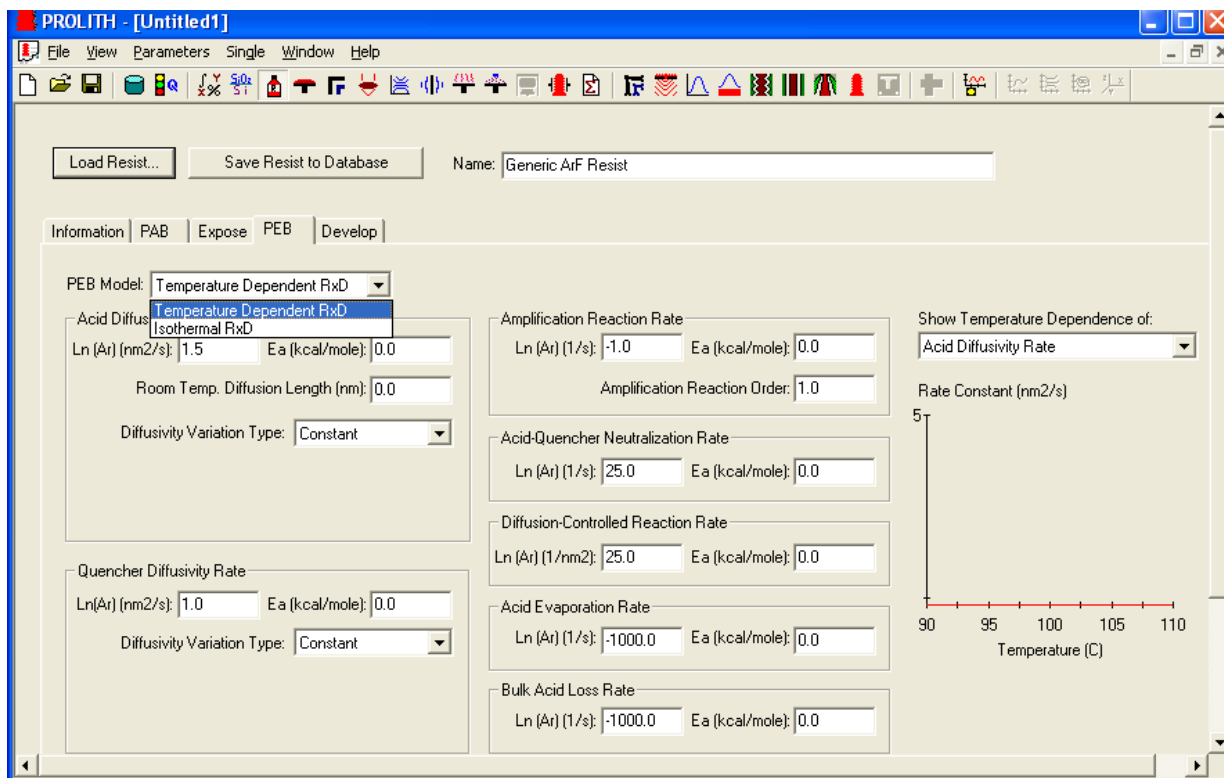 PROLITH - [Untitled1]
File View Parameters Single Window Help
Load Resist... Save Resist to Database Name: Generic ArF Resist
Information PAB Expose PEB Develop
PEB Model: Temperature Dependent RxD
Temperature Dependent RxD
Isothermal RxD
Acid Diffus
Ln (Ar) (nm2/s): 1.5 Ea (kcal/mole): 0.0
Room Temp. Diffusion Length (nm): 0.0
Diffusivity Variation Type: Constant
Quencher Diffusivity Rate
Ln(Ar) (nm2/s): 1.0 Ea (kcal/mole): 0.0
Diffusivity Variation Type: Constant
Amplification Reaction Rate
Ln (Ar) (1/s): -1.0 Ea (kcal/mole): 0.0
Amplification Reaction Order: 1.0
Acid-Quencher Neutralization Rate
Ln (Ar) (1/s): 25.0 Ea (kcal/mole): 0.0
Diffusion-Controlled Reaction Rate
Ln (Ar) (1/nm2): 25.0 Ea (kcal/mole): 0.0
Acid Evaporation Rate
Ln (Ar) (1/s): -1000.0 Ea (kcal/mole): 0.0
Bulk Acid Loss Rate
Ln (Ar) (1/s): -1000.0 Ea (kcal/mole): 0.0
Show Temperature Dependence of:
Acid Diffusivity Rate
Rate Constant (nm2/s)
5
90 95 100 105 110
Temperature (C)